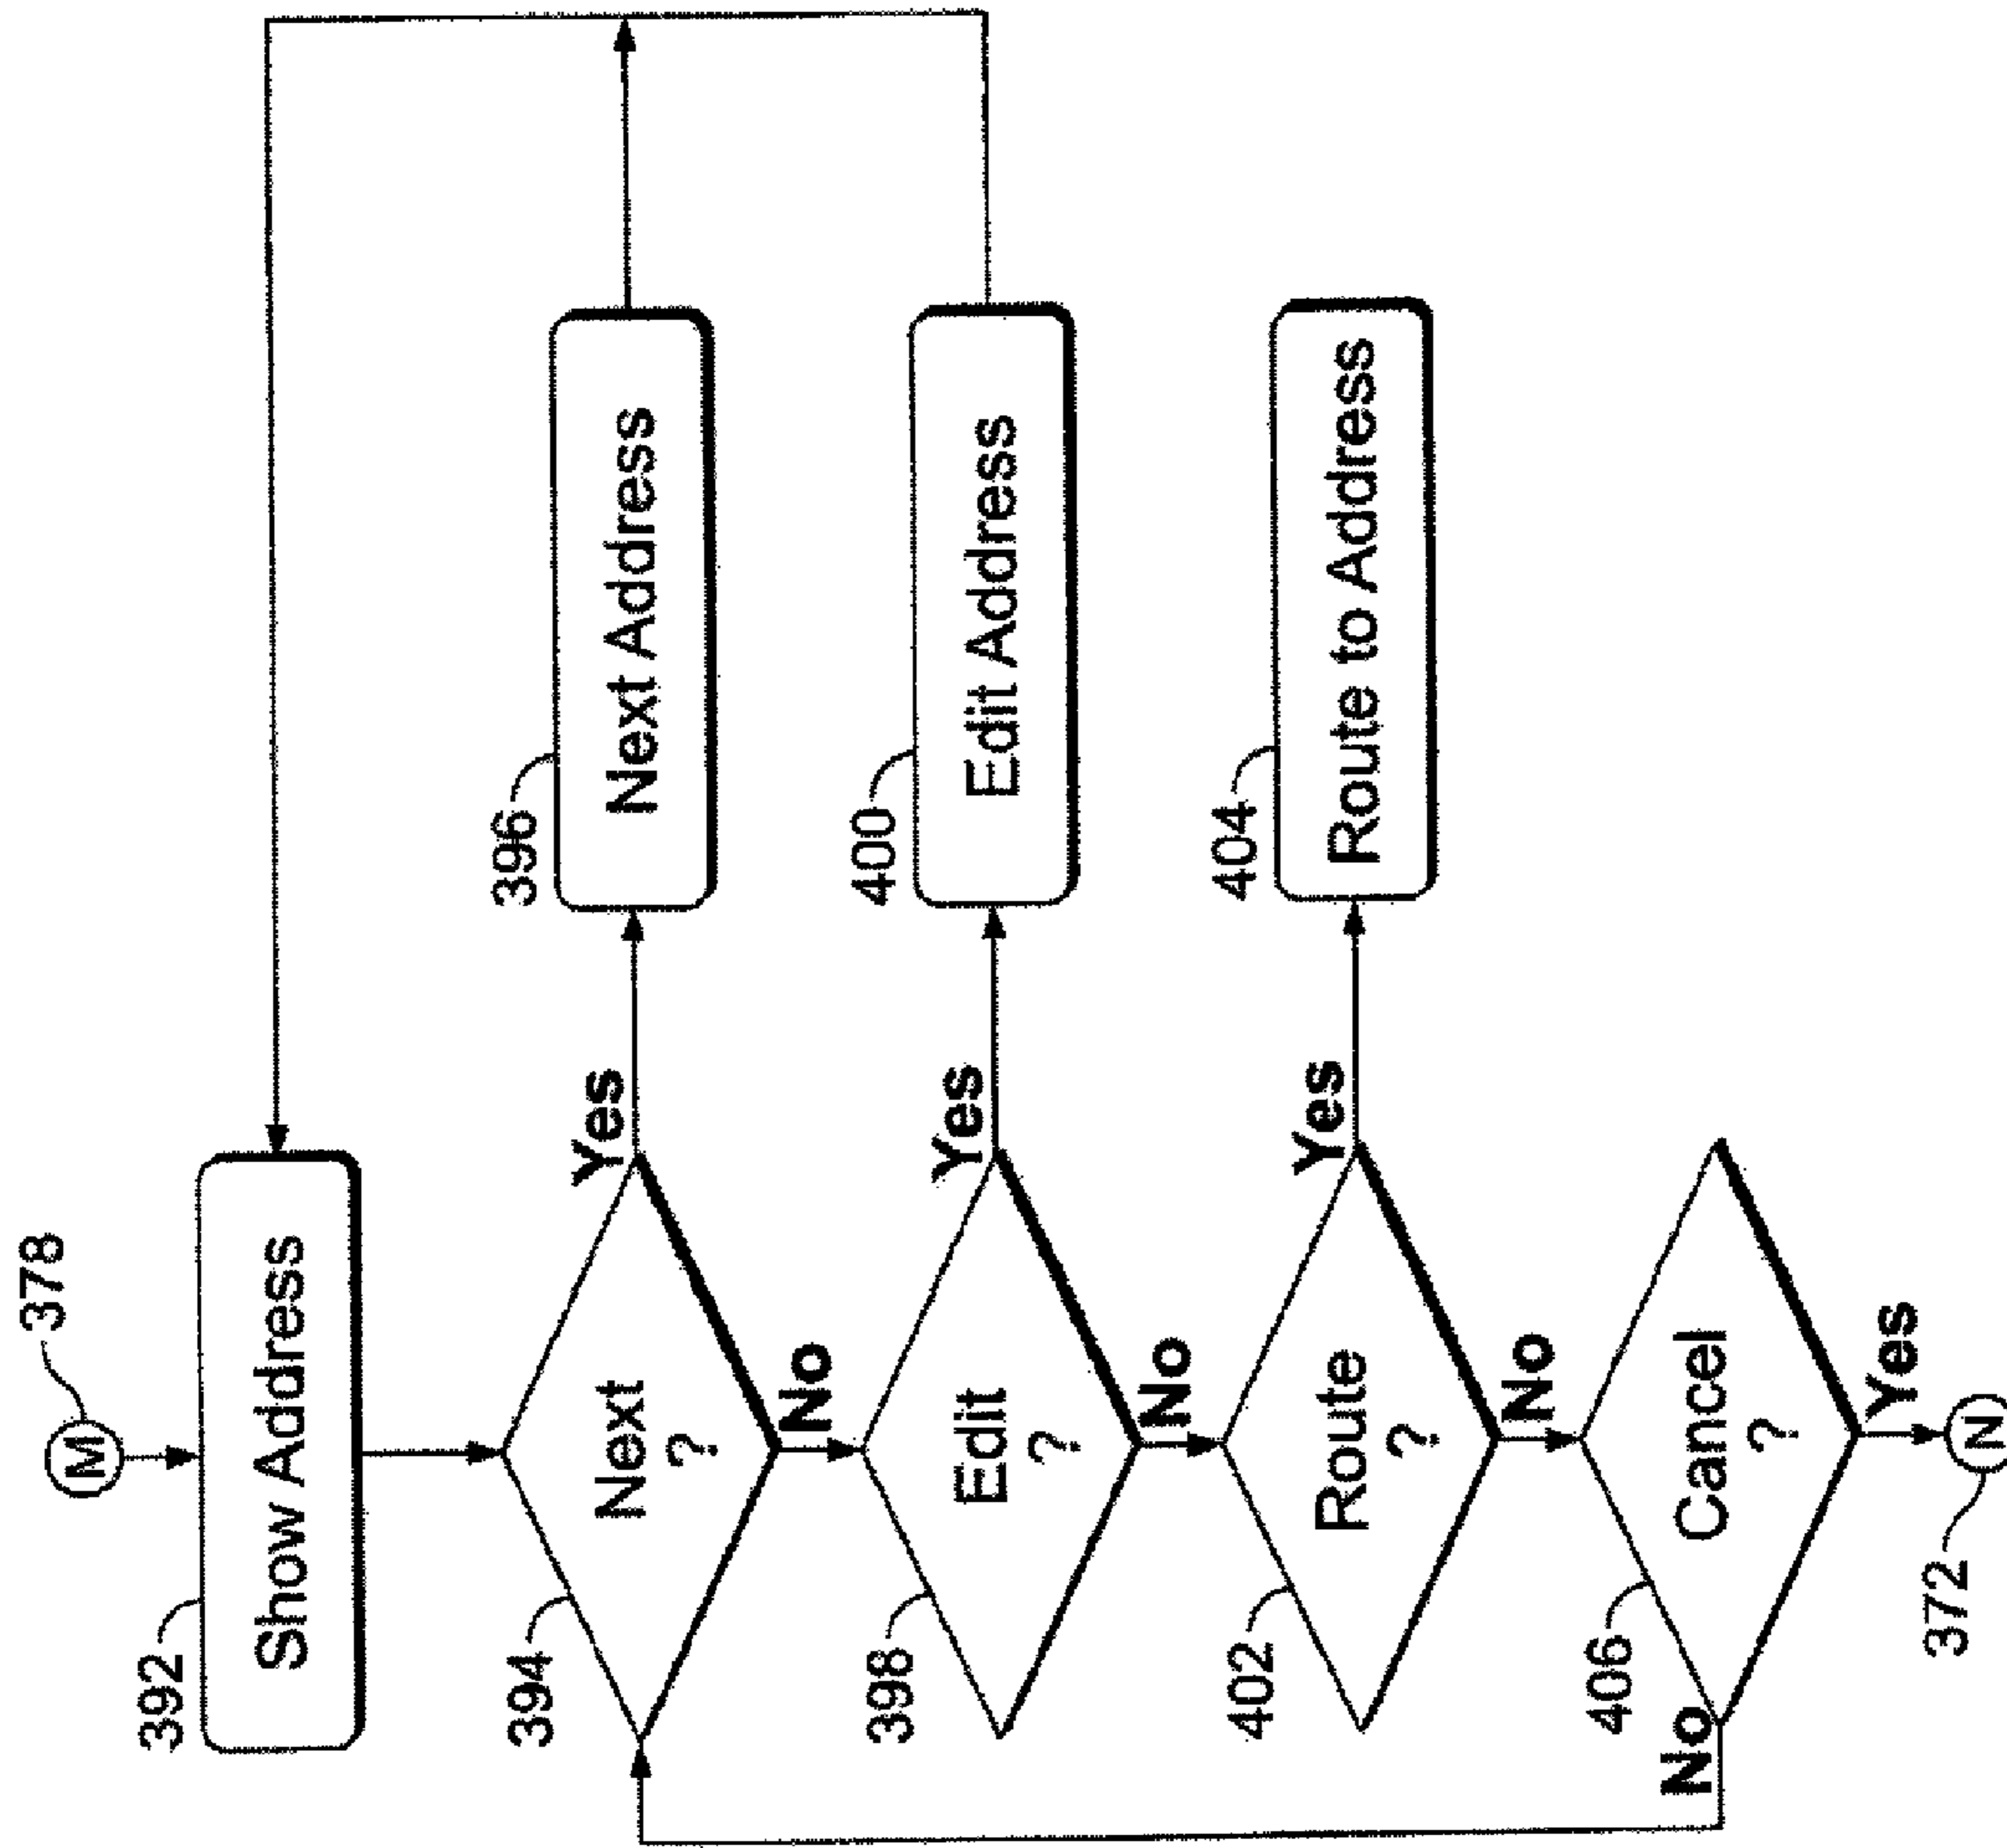 378
M
392
Show Address
394
Next
?
Yes
396
Next Address
No
398
Edit
?
Yes
400
Edit Address
No
402
Route
?
Yes
404
Route to Address
No
406
Cancel
?
No
Yes
372
N